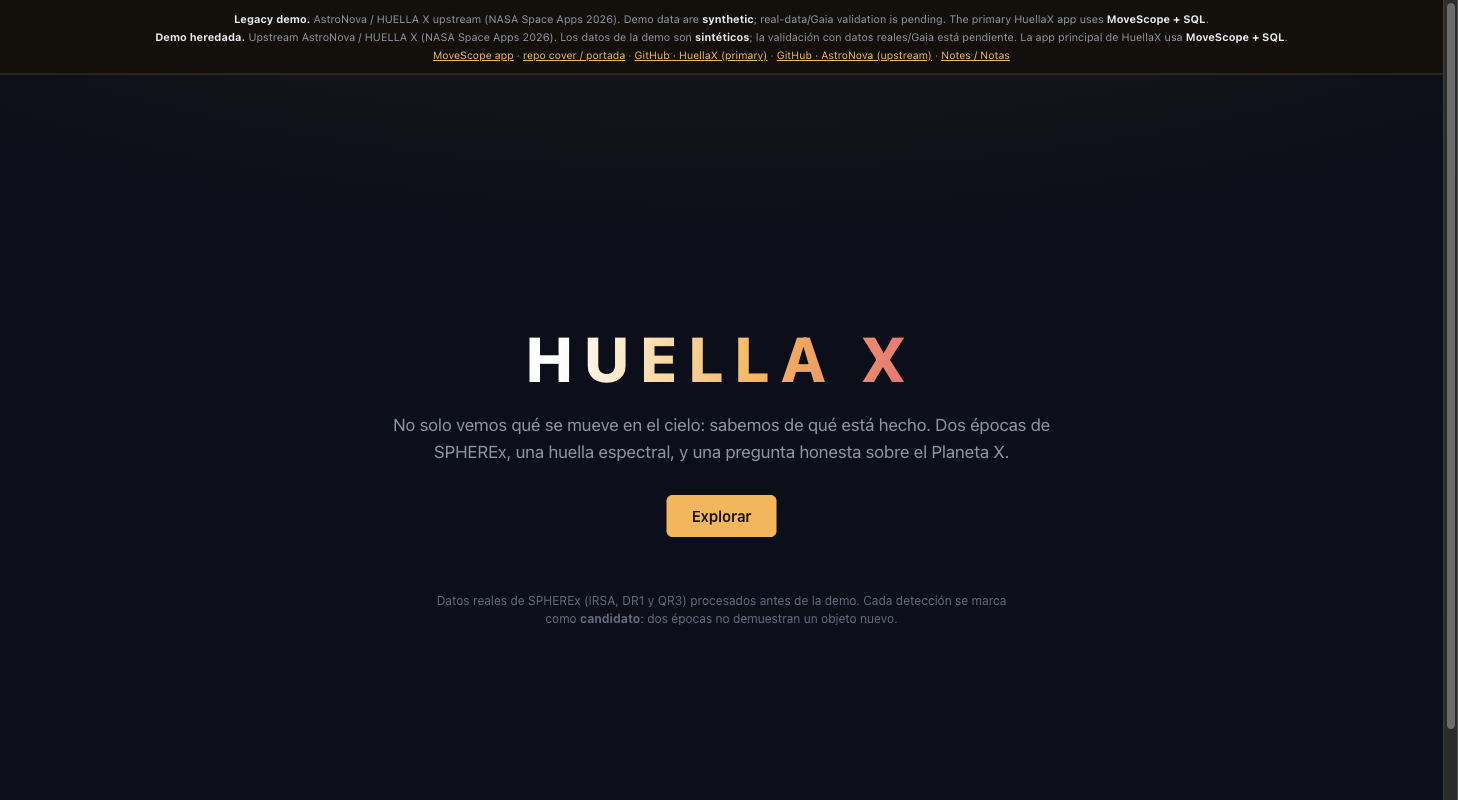 Legacy demo. AstroNova / HUELLA X upstream (NASA Space Apps 2026). Demo data are synthetic; real-data/Gaia validation is pending. The primary HuellaX app uses MoveScope + SQL.
Demo heredada. Upstream AstroNova / HUELLA X (NASA Space Apps 2026). Los datos de la demo son sintéticos; la validación con datos reales/Gaia está pendiente. La app principal de HuellaX usa MoveScope + SQL.
MoveScope app · repo cover / portada · GitHub · HuellaX (primary) · GitHub · AstroNova (upstream) · Notes / Notas
HUELLA X
No solo vemos qué se mueve en el cielo: sabemos de qué está hecho. Dos épocas de
SPHEREx, una huella espectral, y una pregunta honesta sobre el Planeta X.
Explorar
Datos reales de SPHEREx (IRSA, DR1 y QR3) procesados antes de la demo. Cada detección se marca
como candidato: dos épocas no demuestran un objeto nuevo.